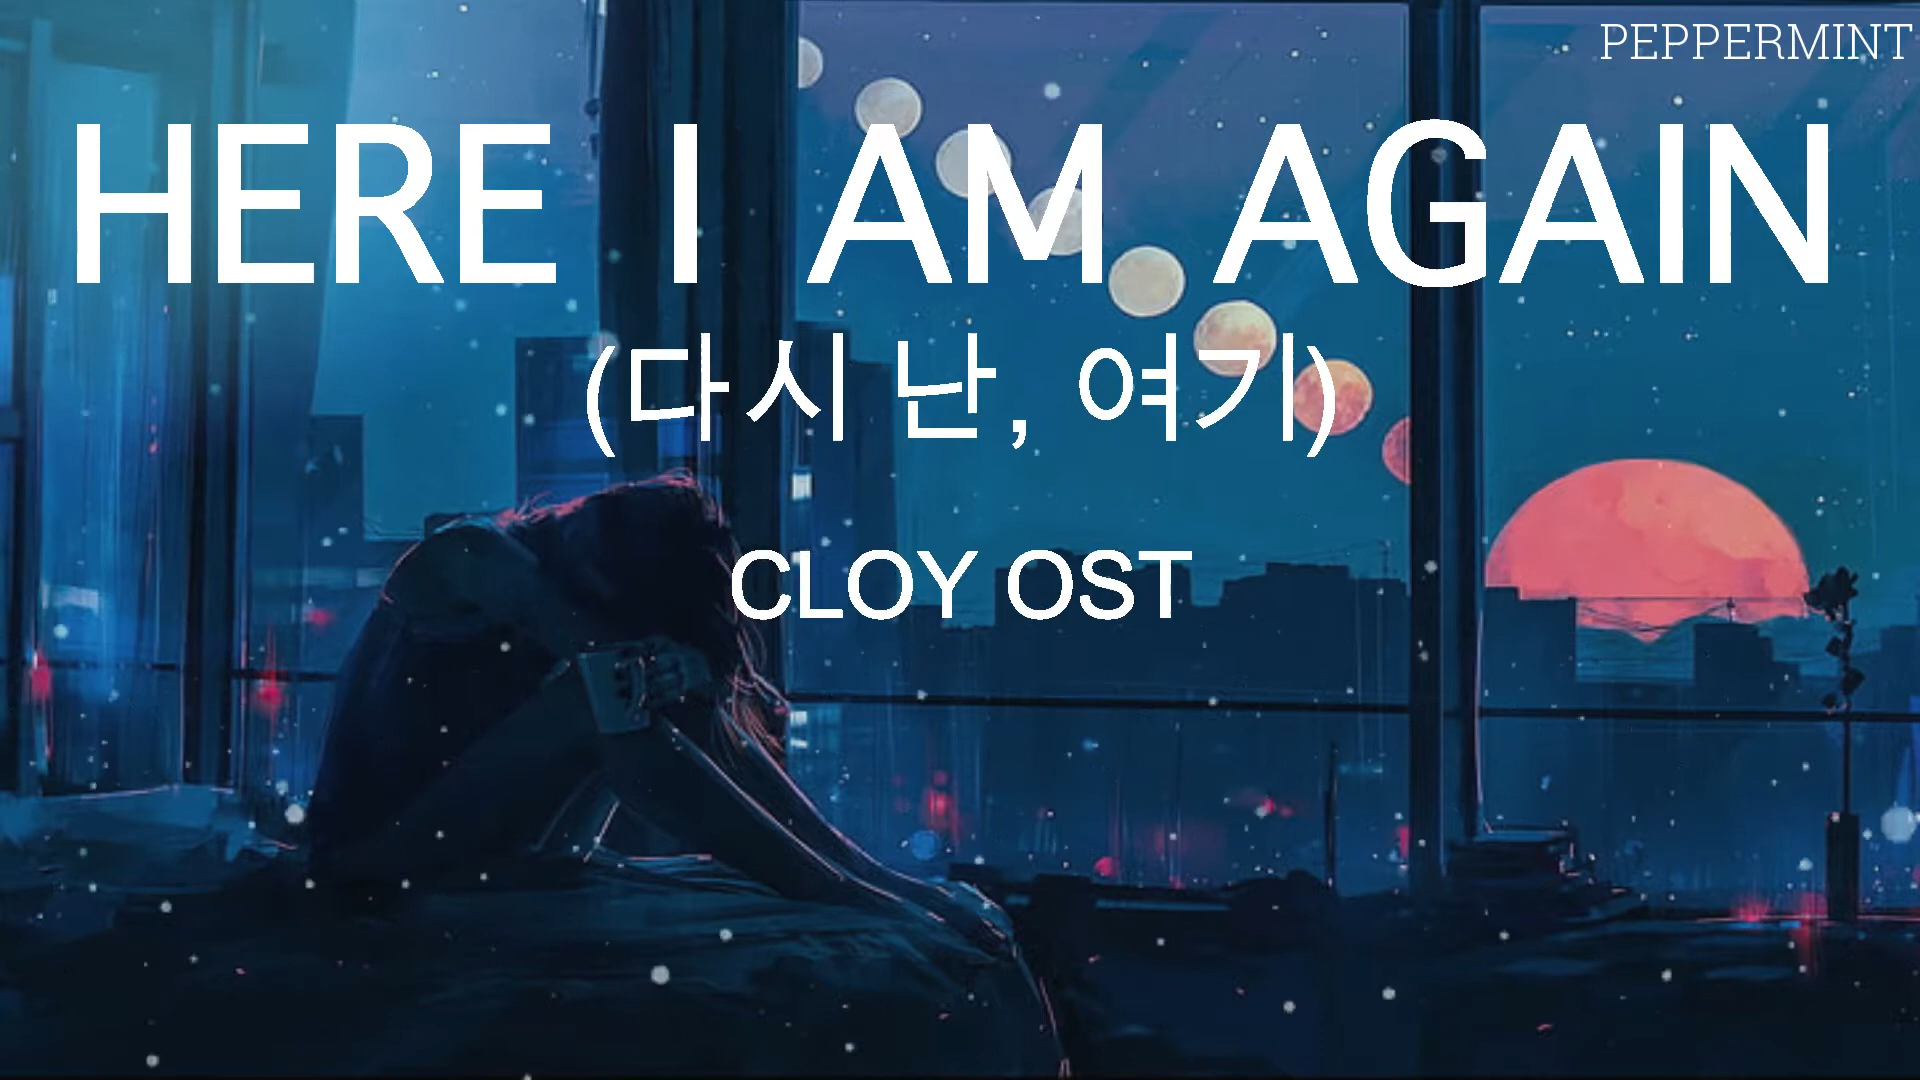 PEPPERMINT
HERE I AM AGAIN
(다시 난, 여기)
CLOY OST